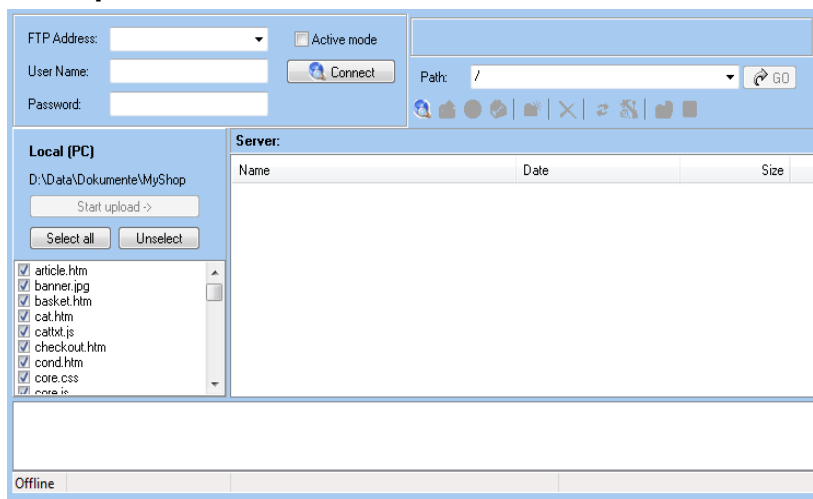 FTP Address:
Active mode
User Name:
Connect
Password:
Path: /
GO
Local (PC)
D:\Data\Dokumente\MyShop
Start upload ->
Select all Unselect
article.htm
banner.jpg
basket.htm
cat.htm
cattxt.js
checkout.htm
cond.htm
core.css
core.js
Server:
Name Date Size
Offline